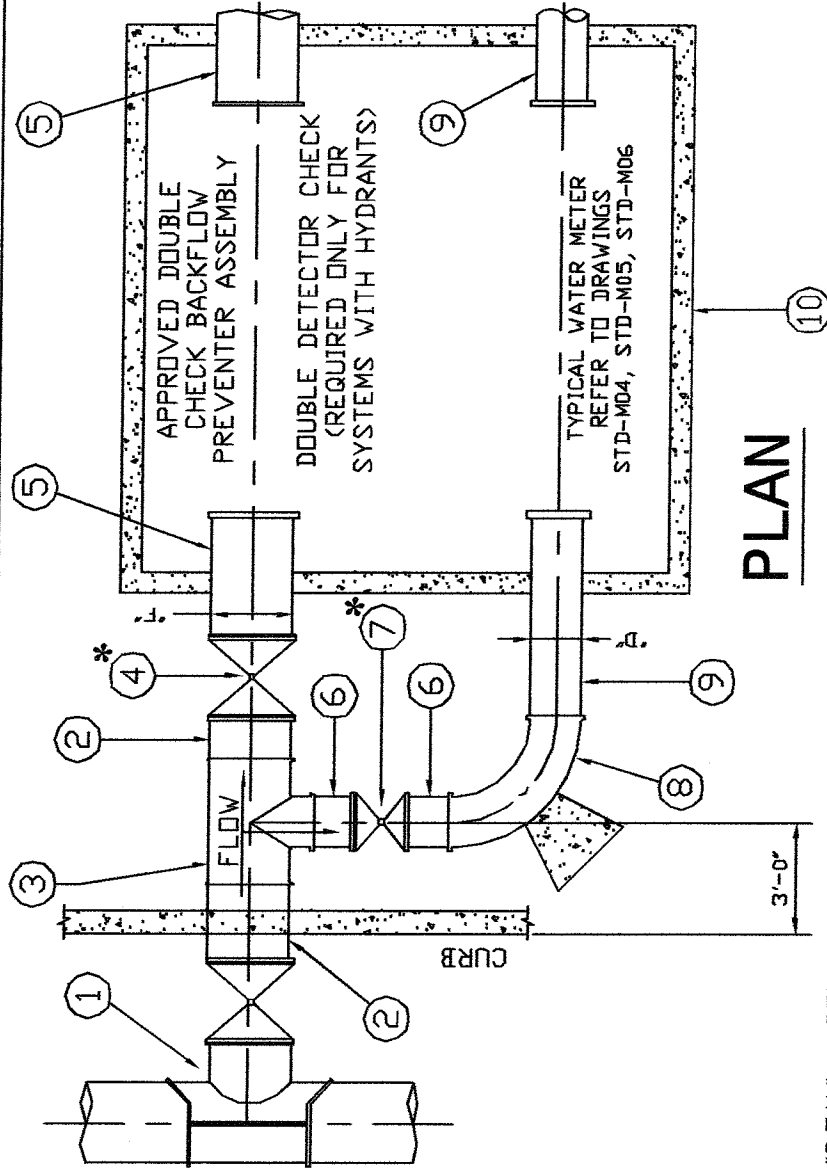 5
5
APPROVED DOUBLE
CHECK BACKFLOW
PREVENTER ASSEMBLY
DOUBLE DETECTOR CHECK
(REQUIRED ONLY FOR
SYSTEMS WITH HYDRANTS)
9
TYPICAL WATER METER
REFER TO DRAWINGS
STD-M04, STD-M05, STD-M06
10
PLAN
"F"
*
4
2
3
FLOW
1
2
CURB
6
*
7
6
"D"
9
8
3'-0"